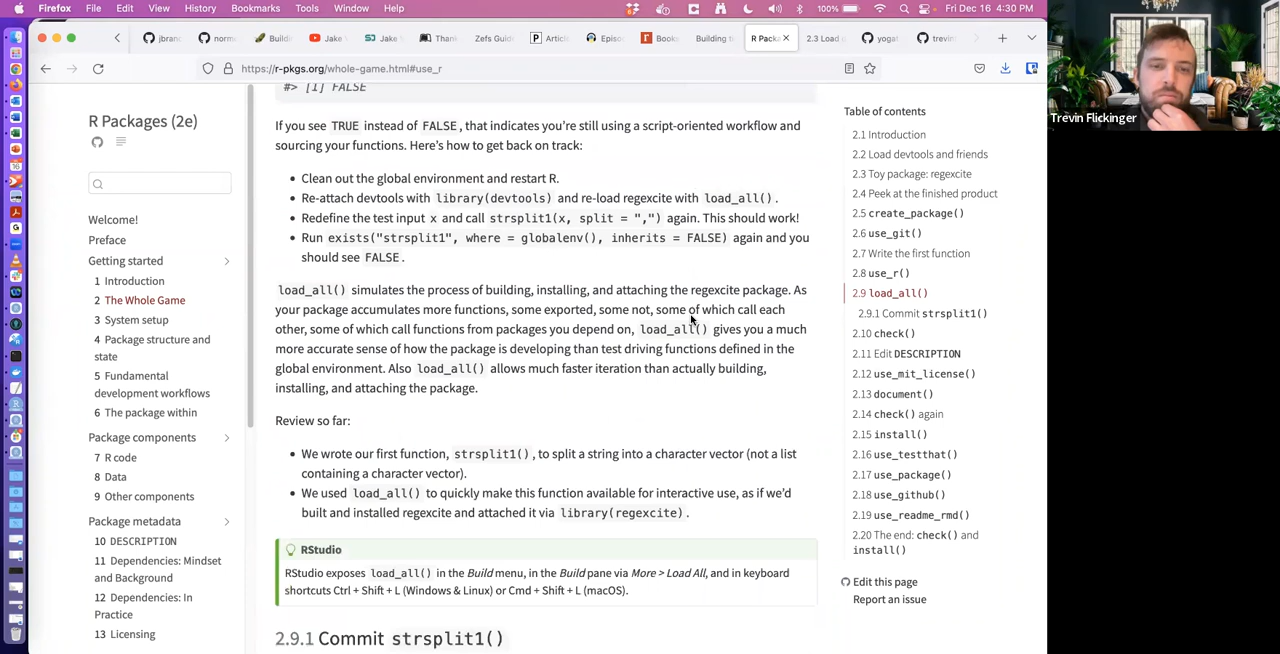 Firefox File Edit View History Bookmarks Tools Window Help 100% Fri Dec 16 4:30 PM
jbran norm Build Jake Jake Thank Zefs Guid Artic Episo Books Building R Packa 2.3 Load yoga trevin
https://r-pkgs.org/whole-game.html#use_r
R Packages (2e)
Welcome!
Preface
Getting started
1 Introduction
2 The Whole Game
3 System setup
4 Package structure and
state
5 Fundamental
development workflows
6 The package within
Package components
7 R code
8 Data
9 Other components
Package metadata
10 DESCRIPTION
11 Dependencies: Mindset
and Background
12 Dependencies: In
Practice
13 Licensing
#> [1] FALSE
If you see TRUE instead of FALSE, that indicates you’re still using a script-oriented workflow and
sourcing your functions. Here’s how to get back on track:
• Clean out the global environment and restart R.
• Re-attach devtools with library(devtools) and re-load regexcite with load_all().
• Redefine the test input x and call strsplit1(x, split = ",") again. This should work!
• Run exists("strsplit1", where = globalenv(), inherits = FALSE) again and you
should see FALSE.
load_all() simulates the process of building, installing, and attaching the regexcite package. As
your package accumulates more functions, some exported, some not, some of which call each
other, some of which call functions from packages you depend on, load_all() gives you a much
more accurate sense of how the package is developing than test driving functions defined in the
global environment. Also load_all() allows much faster iteration than actually building,
installing, and attaching the package.
Review so far:
• We wrote our first function, strsplit1(), to split a string into a character vector (not a list
containing a character vector).
• We used load_all() to quickly make this function available for interactive use, as if we’d
built and installed regexcite and attached it via library(regexcite).
RStudio
RStudio exposes load_all() in the Build menu, in the Build pane via More > Load All, and in keyboard
shortcuts Ctrl + Shift + L (Windows & Linux) or Cmd + Shift + L (macOS).
2.9.1 Commit strsplit1()
Table of contents
2.1 Introduction
2.2 Load devtools and friends
2.3 Toy package: regexcite
2.4 Peek at the finished product
2.5 create_package()
2.6 use_git()
2.7 Write the first function
2.8 use_r()
2.9 load_all()
2.9.1 Commit strsplit1()
2.10 check()
2.11 Edit DESCRIPTION
2.12 use_mit_license()
2.13 document()
2.14 check() again
2.15 install()
2.16 use_testthat()
2.17 use_package()
2.18 use_github()
2.19 use_readme_rmd()
2.20 The end: check() and
install()
Edit this page
Report an issue
Trevin Flickinger